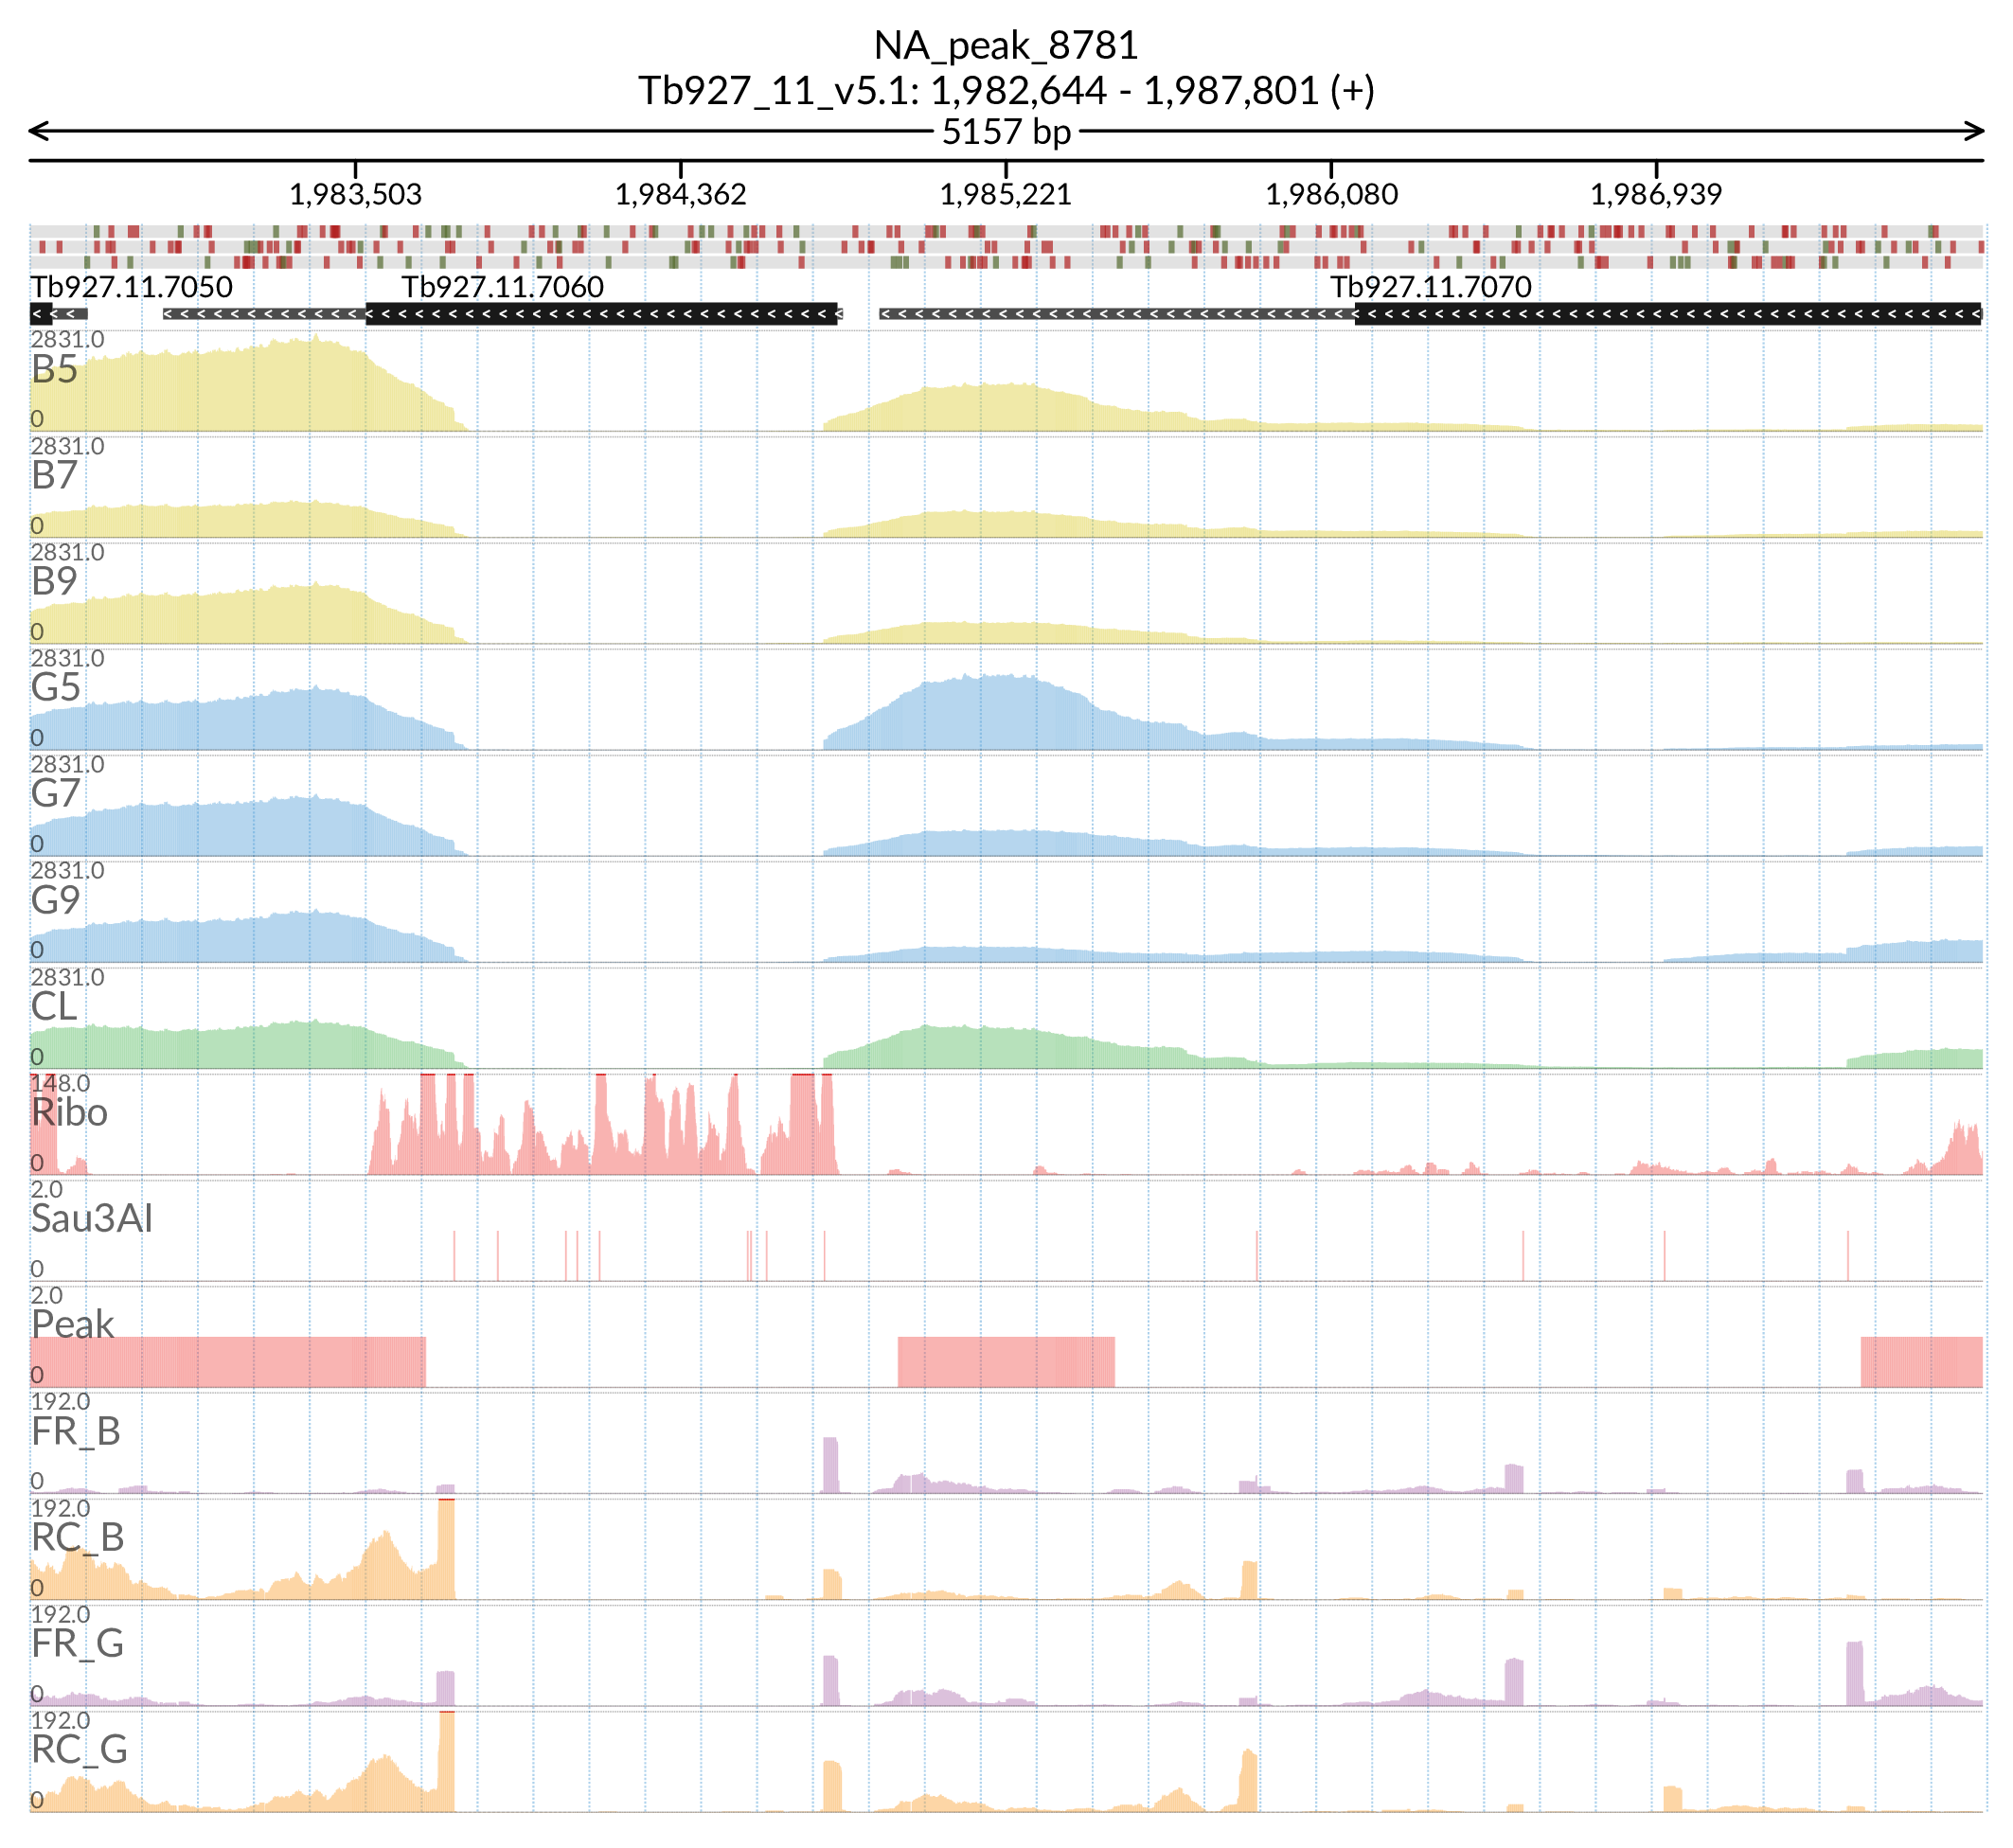 NA_peak_8781
Tb927_11_v5.1: 1,982,644 - 1,987,801 (+)
5157 bp
1,983,503 1,984,362 1,985,221 1,986,080 1,986,939
Tb927.11.7050 Tb927.11.7060 Tb927.11.7070
2831.0
B5
0
2831.0
B7
0
2831.0
B9
0
2831.0
G5
0
2831.0
G7
0
2831.0
G9
0
2831.0
CL
0
148.0
Ribo
0
2.0
Sau3AI
0
2.0
Peak
0
192.0
FR_B
0
192.0
RC_B
0
192.0
FR_G
0
192.0
RC_G
0